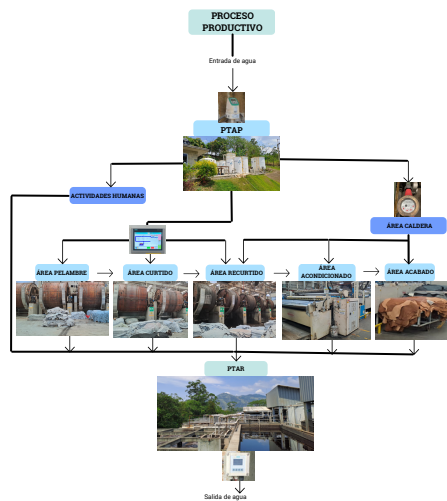 PROCESO
PRODUCTIVO
Entrada de agua
PTAP
ACTIVIDADES HUMANAS
ÁREA CALDERA
ÁREA PELAMBRE
ÁREA CURTIDO
ÁREA RECURTIDO
ÁREA
ACONDICIONADO
ÁREA ACABADO
PTAR
Salida de agua